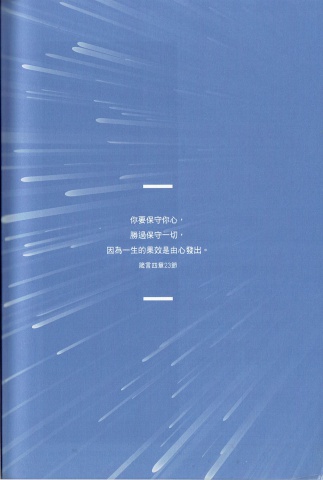 你要保守你心，
勝過保守一切，
因為一生的果效是由心發出。
箴言四章23節